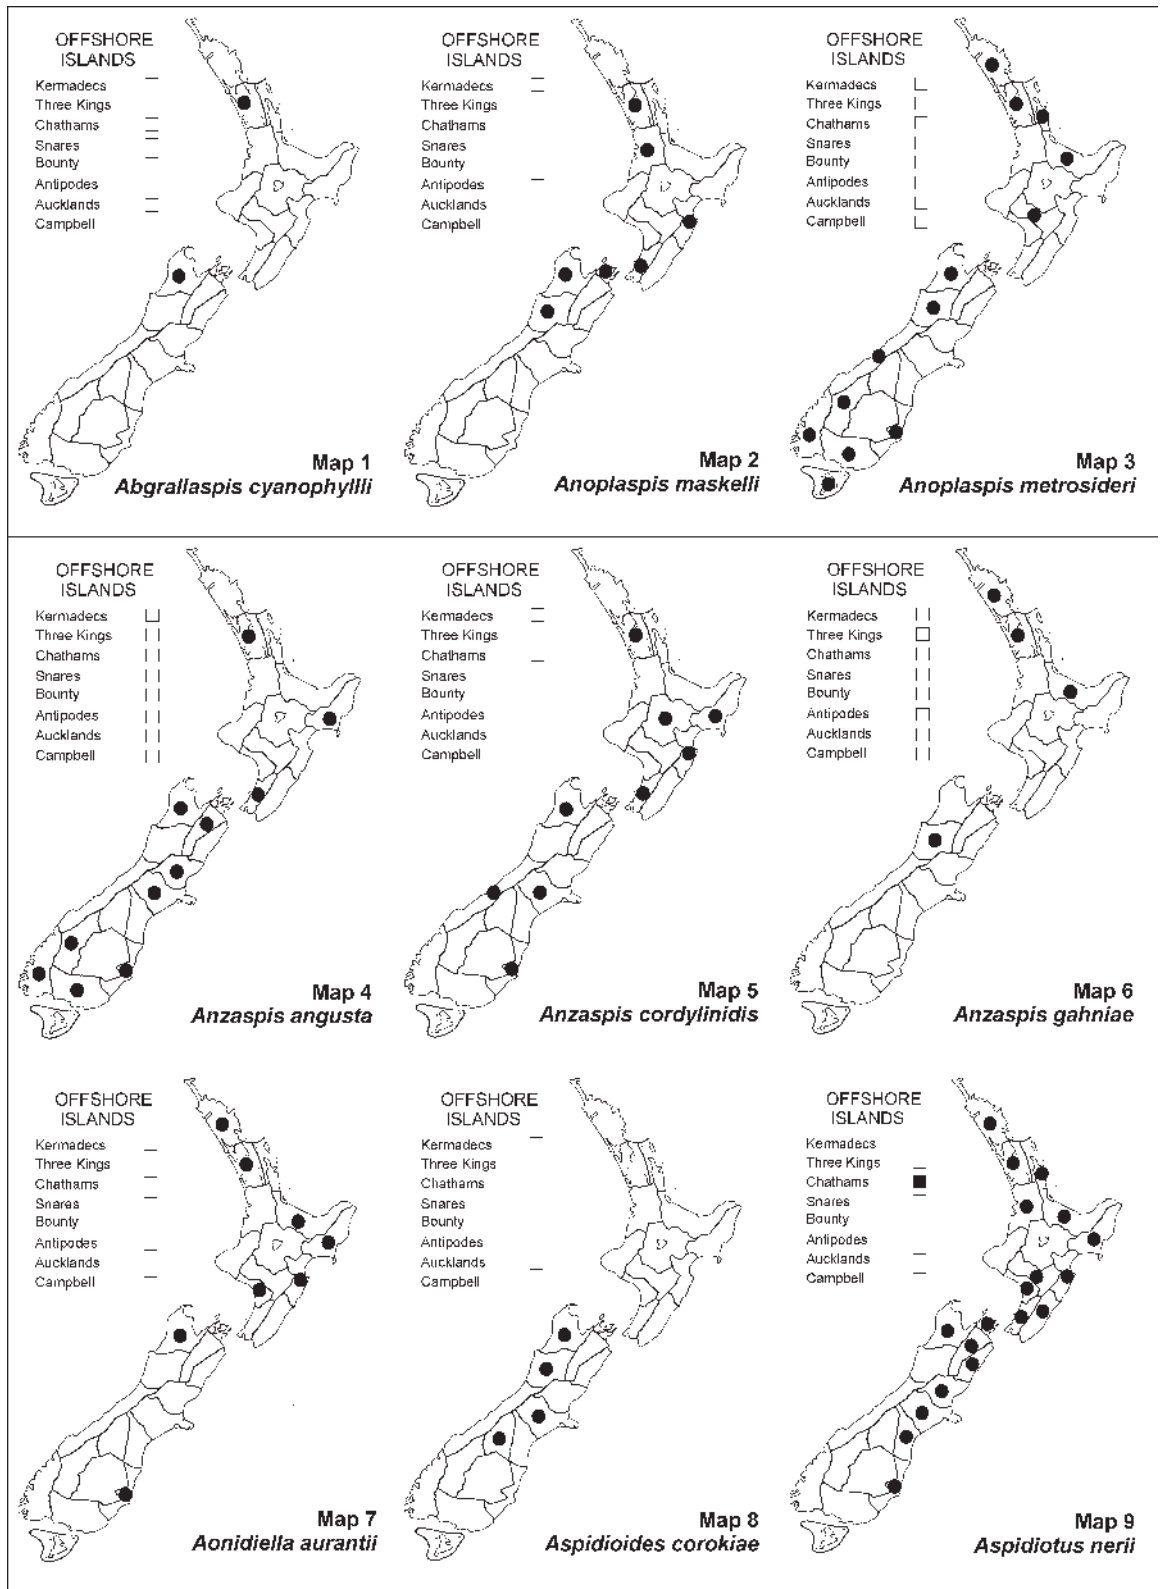 OFFSHORE
ISLANDS
Kermadecs
Three Kings
Chathams
Snares
Bounty
Antipodes
Aucklands
Campbell
Map 1
Abgrallaspis cyanophyllli
OFFSHORE
ISLANDS
Kermadecs
Three Kings
Chathams
Snares
Bounty
Antipodes
Aucklands
Campbell
Map 2
Anoplaspis maskelli
OFFSHORE
ISLANDS
Kermadecs
Three Kings
Chathams
Snares
Bounty
Antipodes
Aucklands
Campbell
Map 3
Anoplaspis metrosideri
OFFSHORE
ISLANDS
Kermadecs
Three Kings
Chathams
Snares
Bounty
Antipodes
Aucklands
Campbell
Map 4
Anzaspis angusta
OFFSHORE
ISLANDS
Kermadecs
Three Kings
Chathams
Snares
Bounty
Antipodes
Aucklands
Campbell
Map 5
Anzaspis cordylinidis
OFFSHORE
ISLANDS
Kermadecs
Three Kings
Chathams
Snares
Bounty
Antipodes
Aucklands
Campbell
Map 6
Anzaspis gahniae
OFFSHORE
ISLANDS
Kermadecs
Three Kings
Chathams
Snares
Bounty
Antipodes
Aucklands
Campbell
Map 7
Aonidiella aurantii
OFFSHORE
ISLANDS
Kermadecs
Three Kings
Chathams
Snares
Bounty
Antipodes
Aucklands
Campbell
Map 8
Aspidioides corokiae
OFFSHORE
ISLANDS
Kermadecs
Three Kings
Chathams
Snares
Bounty
Antipodes
Aucklands
Campbell
Map 9
Aspidiotus nerii